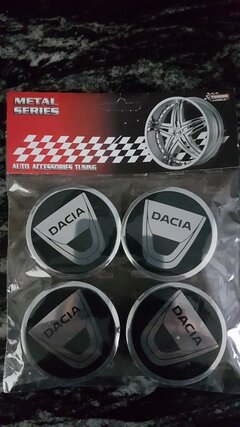 METAL
SERIES
AUTO ACCESSORIES TUNING
DACIA
DACIA
DACIA
DACIA